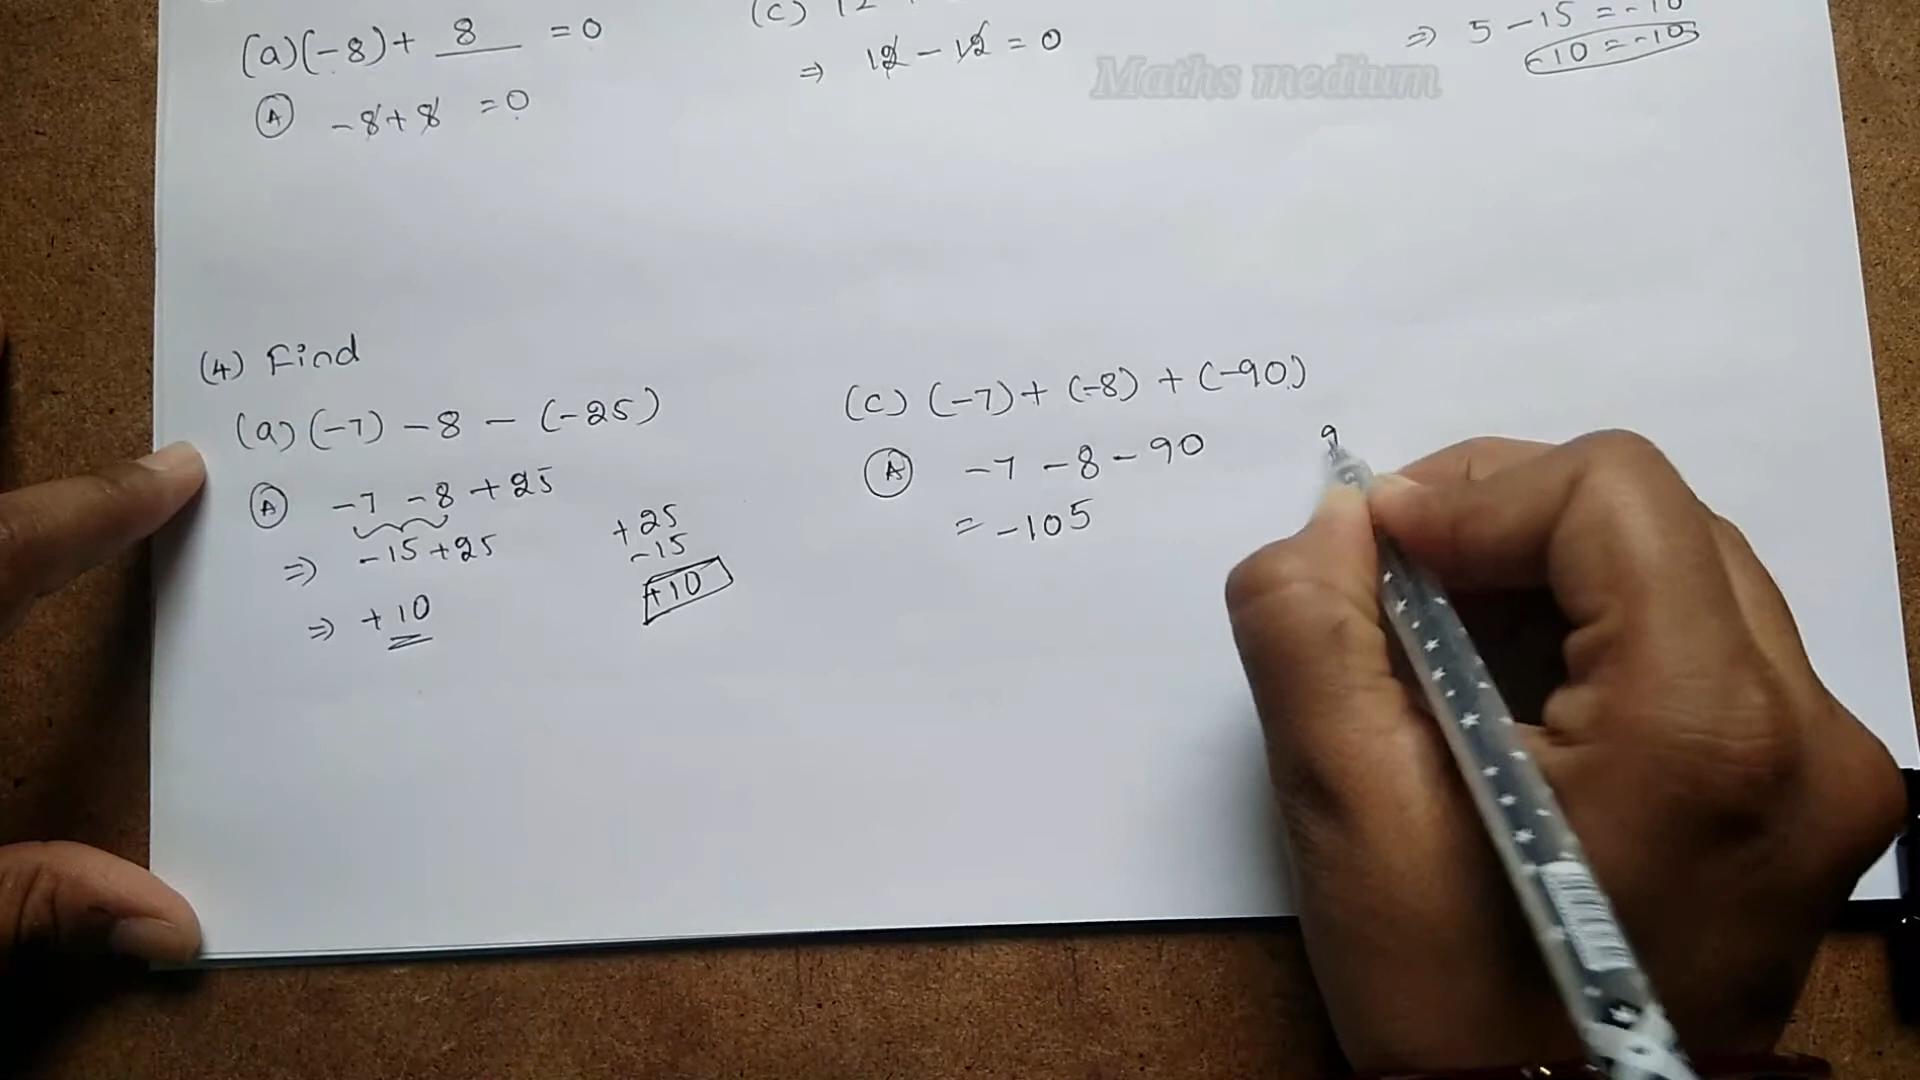 (a) (-8) + 8 = 0
(A) -8 + 8 = 0
(c) 12
⇒ 12 - 12 = 0
Maths medium
⇒ 5 - 15 = -10
-10 = -10
(4) Find
(a) (-7) - 8 - (-25)
(A) -7 -8 +25
⇒ -15 +25
⇒ +10
+25
-15
+10
(c) (-7) + (-8) + (-90)
(A) -7 -8 -90
= -105
9